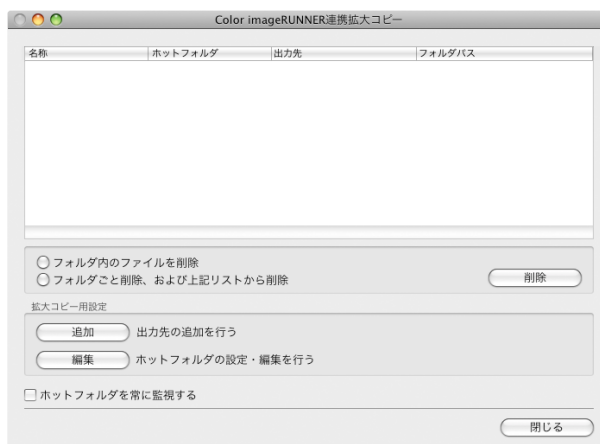 Color imageRUNNER連携拡大コピー
名称 ホットフォルダ 出力先 フォルダパス
フォルダ内のファイルを削除
フォルダごと削除、および上記リストから削除
削除
拡大コピー用設定
追加 出力先の追加を行う
編集 ホットフォルダの設定・編集を行う
ホットフォルダを常に監視する
閉じる